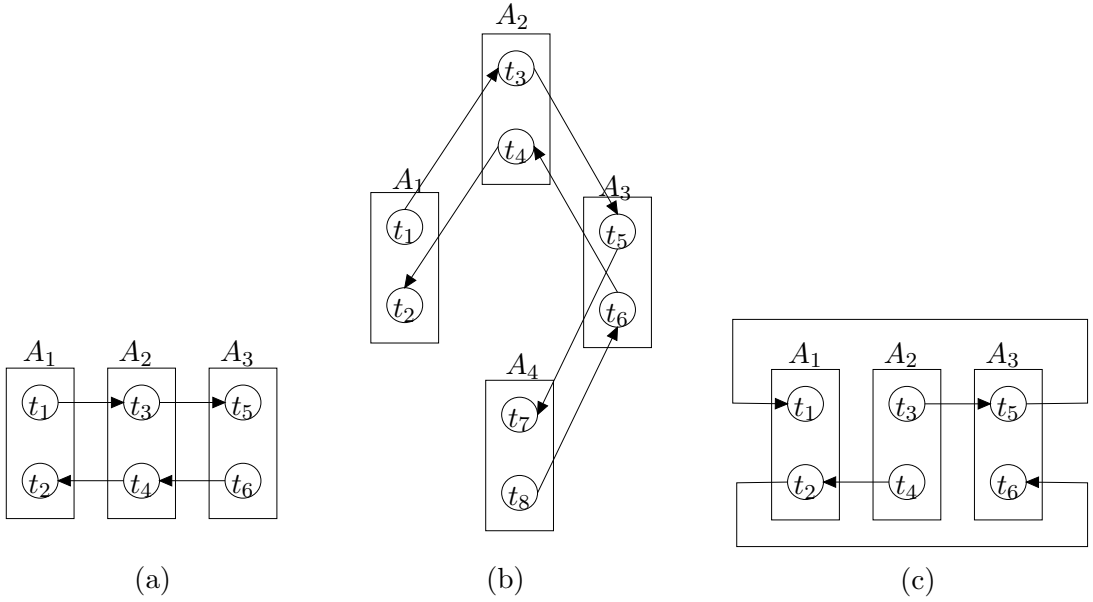 A₂
t₃
t₄
A₁
t₁
t₂
A₃
t₅
t₆
A₄
t₇
t₈
A₁ A₂ A₃
t₁ t₃ t₅
t₂ t₄ t₆
A₁ A₂ A₃
t₁ t₃ t₅
t₂ t₄ t₆
(a) (b) (c)